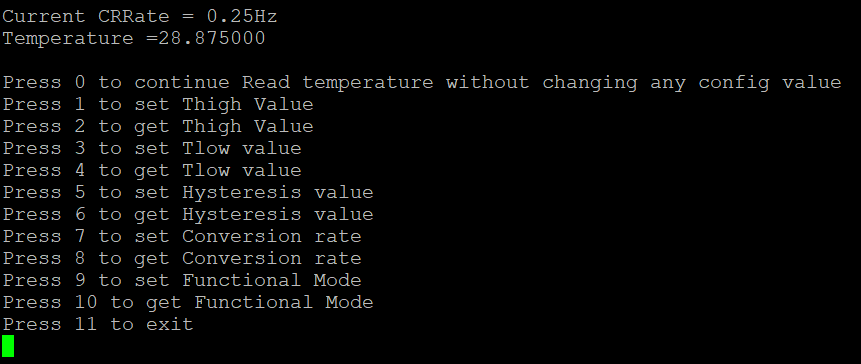 Current CRRate = 0.25Hz
Temperature =28.875000
Press 0 to continue Read temperature without changing any config value
Press 1 to set Thigh Value
Press 2 to get Thigh Value
Press 3 to set Tlow value
Press 4 to get Tlow value
Press 5 to set Hysteresis value
Press 6 to get Hysteresis value
Press 7 to set Conversion rate
Press 8 to get Conversion rate
Press 9 to set Functional Mode
Press 10 to get Functional Mode
Press 11 to exit